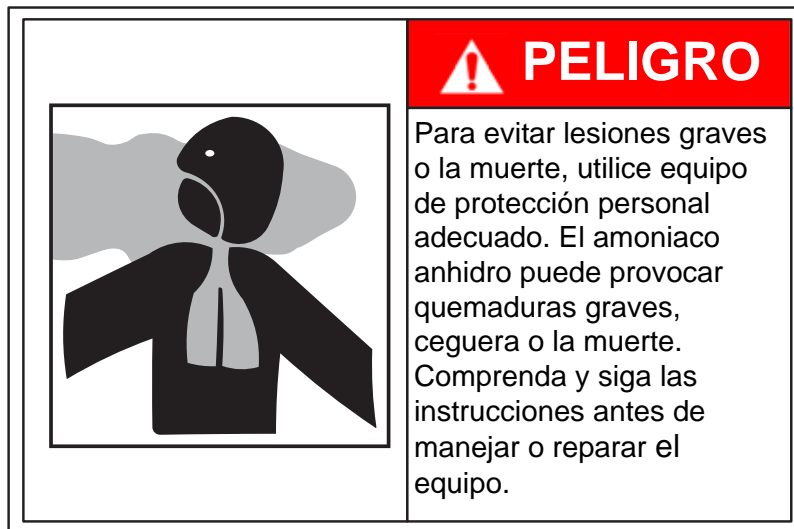 PELIGRO
Para evitar lesiones graves
o la muerte, utilice equipo
de protección personal
adecuado. El amoniaco
anhidro puede provocar
quemaduras graves,
ceguera o la muerte.
Comprenda y siga las
instrucciones antes de
manejar o reparar el
equipo.